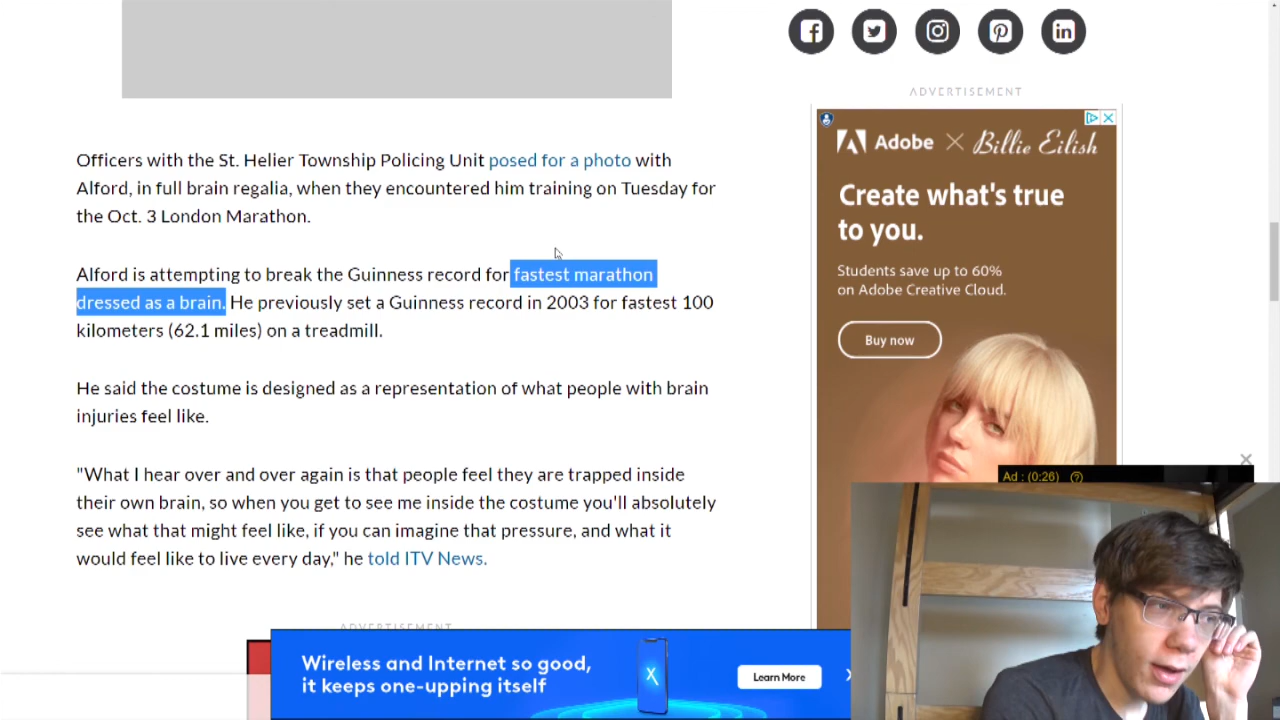 ADVERTISEMENT
Officers with the St. Helier Township Policing Unit posed for a photo with
Alford, in full brain regalia, when they encountered him training on Tuesday for
the Oct. 3 London Marathon.
Alford is attempting to break the Guinness record for fastest marathon
dressed as a brain. He previously set a Guinness record in 2003 for fastest 100
kilometers (62.1 miles) on a treadmill.
He said the costume is designed as a representation of what people with brain
injuries feel like.
"What I hear over and over again is that people feel they are trapped inside
their own brain, so when you get to see me inside the costume you'll absolutely
see what that might feel like, if you can imagine that pressure, and what it
would feel like to live every day," he told ITV News.
Adobe × Billie Eilish
Create what's true
to you.
Students save up to 60%
on Adobe Creative Cloud.
Buy now
Ad : (0:26)
ADVERTISEMENT
Wireless and Internet so good,
it keeps one-upping itself
Learn More